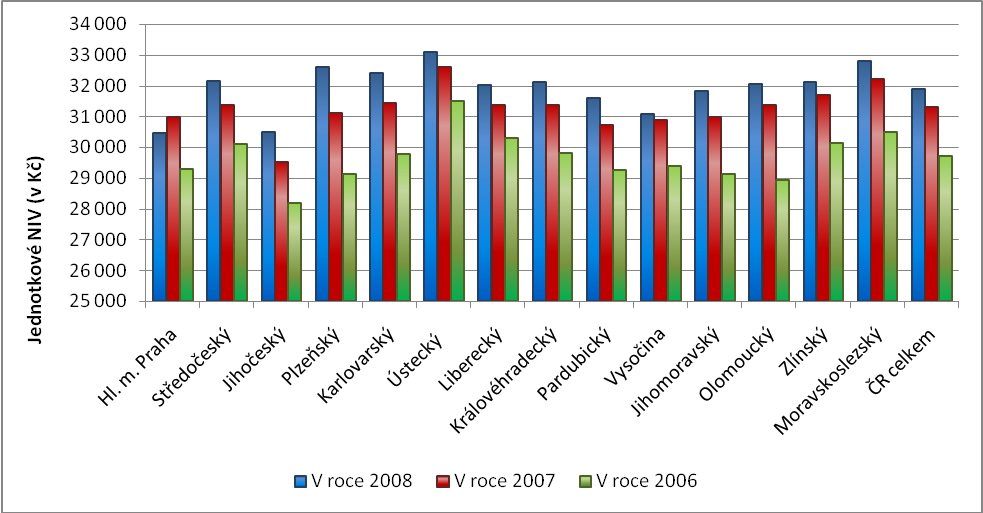 34 000
33 000
32 000
31 000
30 000
29 000
28 000
27 000
26 000
25 000
Jednotkové NIV (v Kč)
Hl. m. Praha
Středočeský
Jihočeský
Plzeňský
Karlovarský
Ústecký
Liberecký
Královéhradecký
Pardubický
Vysočina
Jihomoravský
Olomoucký
Zlínský
Moravskoslezský
ČR celkem
V roce 2008
V roce 2007
V roce 2006